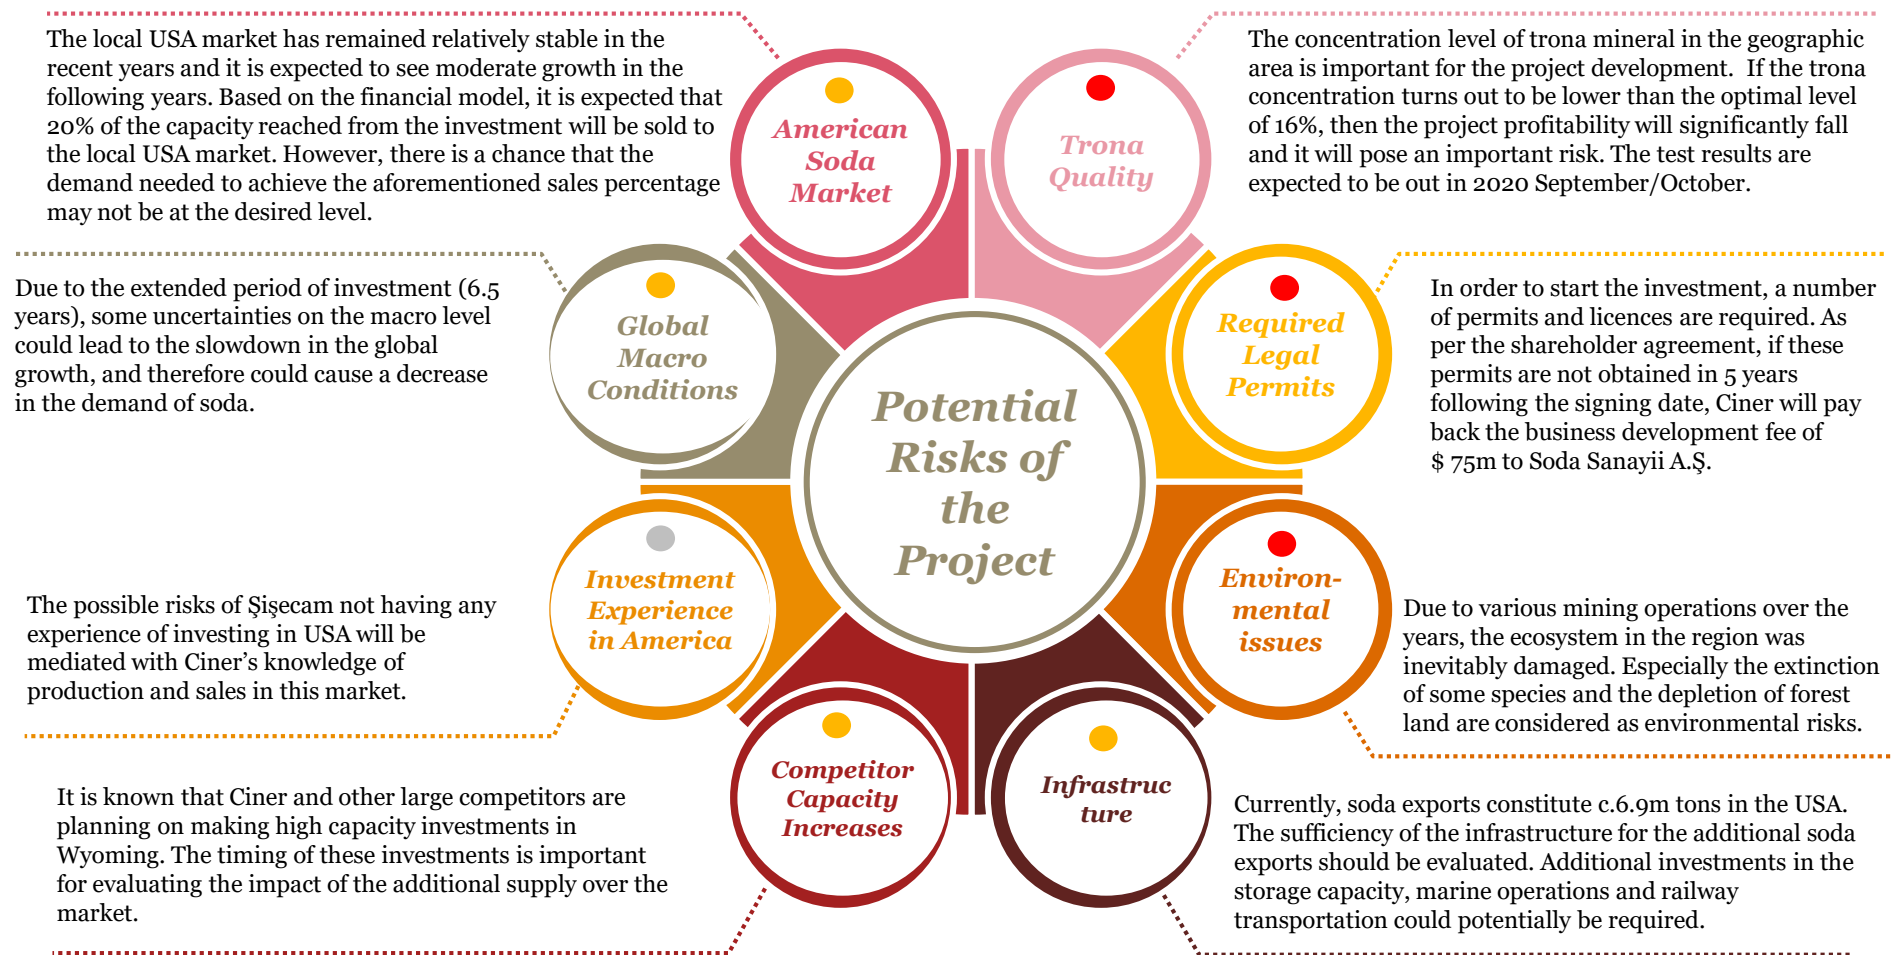 The local USA market has remained relatively stable in the
recent years and it is expected to see moderate growth in the
following years. Based on the financial model, it is expected that
20% of the capacity reached from the investment will be sold to
the local USA market. However, there is a chance that the
demand needed to achieve the aforementioned sales percentage
may not be at the desired level.
American
Soda
Market
Trona
Quality
The concentration level of trona mineral in the geographic
area is important for the project development.  If the trona
concentration turns out to be lower than the optimal level
of 16%, then the project profitability will significantly fall
and it will pose an important risk. The test results are
expected to be out in 2020 September/October.
Due to the extended period of investment (6.5
years), some uncertainties on the macro level
could lead to the slowdown in the global
growth, and therefore could cause a decrease
in the demand of soda.
Global
Macro
Conditions
Required
Legal
Permits
In order to start the investment, a number
of permits and licences are required. As
per the shareholder agreement, if these
permits are not obtained in 5 years
following the signing date, Ciner will pay
back the business development fee of
$ 75m to Soda Sanayii A.Ş.
Potential
Risks of
the
Project
The possible risks of Şişecam not having any
experience of investing in USA will be
mediated with Ciner’s knowledge of
production and sales in this market.
Investment
Experience
in America
Environ-
mental
issues
Due to various mining operations over the
years, the ecosystem in the region was
inevitably damaged. Especially the extinction
of some species and the depletion of forest
land are considered as environmental risks.
It is known that Ciner and other large competitors are
planning on making high capacity investments in
Wyoming. The timing of these investments is important
for evaluating the impact of the additional supply over the
market.
Competitor
Capacity
Increases
Infrastruc
ture
Currently, soda exports constitute c.6.9m tons in the USA.
The sufficiency of the infrastructure for the additional soda
exports should be evaluated. Additional investments in the
storage capacity, marine operations and railway
transportation could potentially be required.